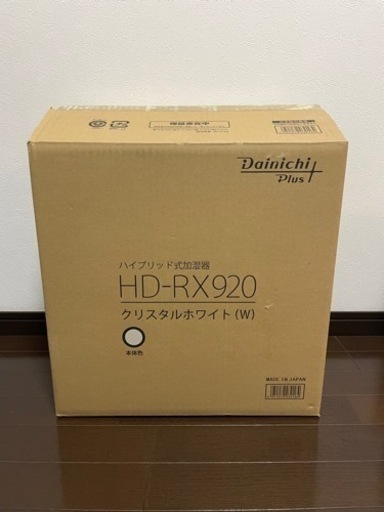 Dainichi
Plus
ハイブリッド式加湿器
HD-RX920
クリスタルホワイト(W)
本体色
MADE IN JAPAN